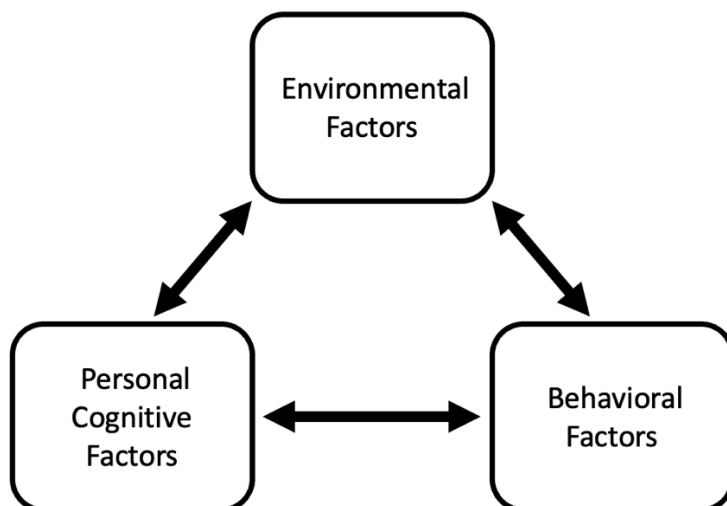 Environmental
Factors
Personal
Cognitive
Factors
Behavioral
Factors